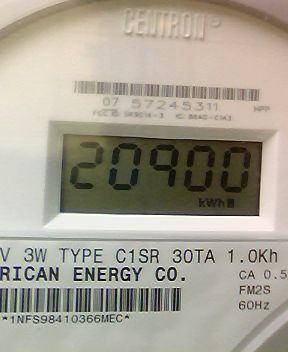 CENTRON®
07 57245311
HPP
20900
kWh
V 3W TYPE C1SR 30TA 1.0Kh
RICAN ENERGY CO.
CA 0.5
FM2S
60Hz
*1NFS98410366MEC*